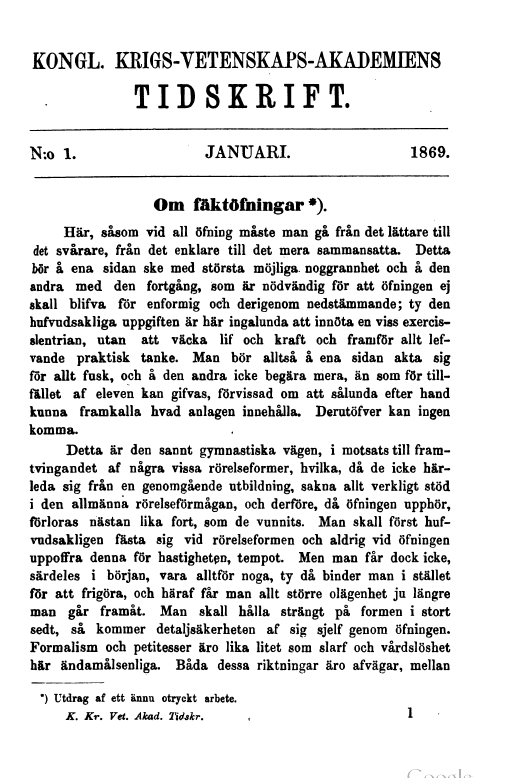 KONGL. KRIGS-VETENSKAPS-AKADEMIENS
TIDSKRIFT.
N:o 1. JANUARI. 1869.
Om fäktöfningar *).
Här, såsom vid all öfning måste man gå från det lättare till
det svårare, från det enklare till det mera sammansatta. Detta
bör å ena sidan ske med största möjliga noggrannhet och å den
andra med den fortgång, som är nödvändig för att öfningen ej
skall blifva för enformig och derigenom nedstämmande; ty den
hufvudsakliga uppgiften är här ingalunda att innöta en viss exercis-
slentrian, utan att väcka lif och kraft och framför allt lef-
vande praktisk tanke. Man bör alltså å ena sidan akta sig
för allt fusk, och å den andra icke begära mera, än som för till-
fället af eleven kan gifvas, förvissad om att sålunda efter hand
kunna framkalla hvad anlagen innehålla. Derutöfver kan ingen
komma.
Detta är den sannt gymnastiska vägen, i motsats till fram-
tvingandet af några vissa rörelseformer, hvilka, då de icke här-
leda sig från en genomgående utbildning, sakna allt verkligt stöd
i den allmänna rörelseförmågan, och derföre, då öfningen upphör,
förloras nästan lika fort, som de vunnits. Man skall först huf-
vudsakligen fästa sig vid rörelseformen och aldrig vid öfningen
uppoffra denna för hastigheten, tempot. Men man får dock icke,
särdeles i början, vara alltför noga, ty då binder man i stället
för att frigöra, och häraf får man allt större olägenhet ju längre
man går framåt. Man skall hålla strängt på formen i stort
sedt, så kommer detaljsäkerheten af sig sjelf genom öfningen.
Formalism och petitesser äro lika litet som slarf och vårdslöshet
här ändamålsenliga. Båda dessa riktningar äro afvägar, mellan
*) Utdrag af ett ännu otryckt arbete.
K. Kr. Vet. Akad. Tidskr. 1
Google